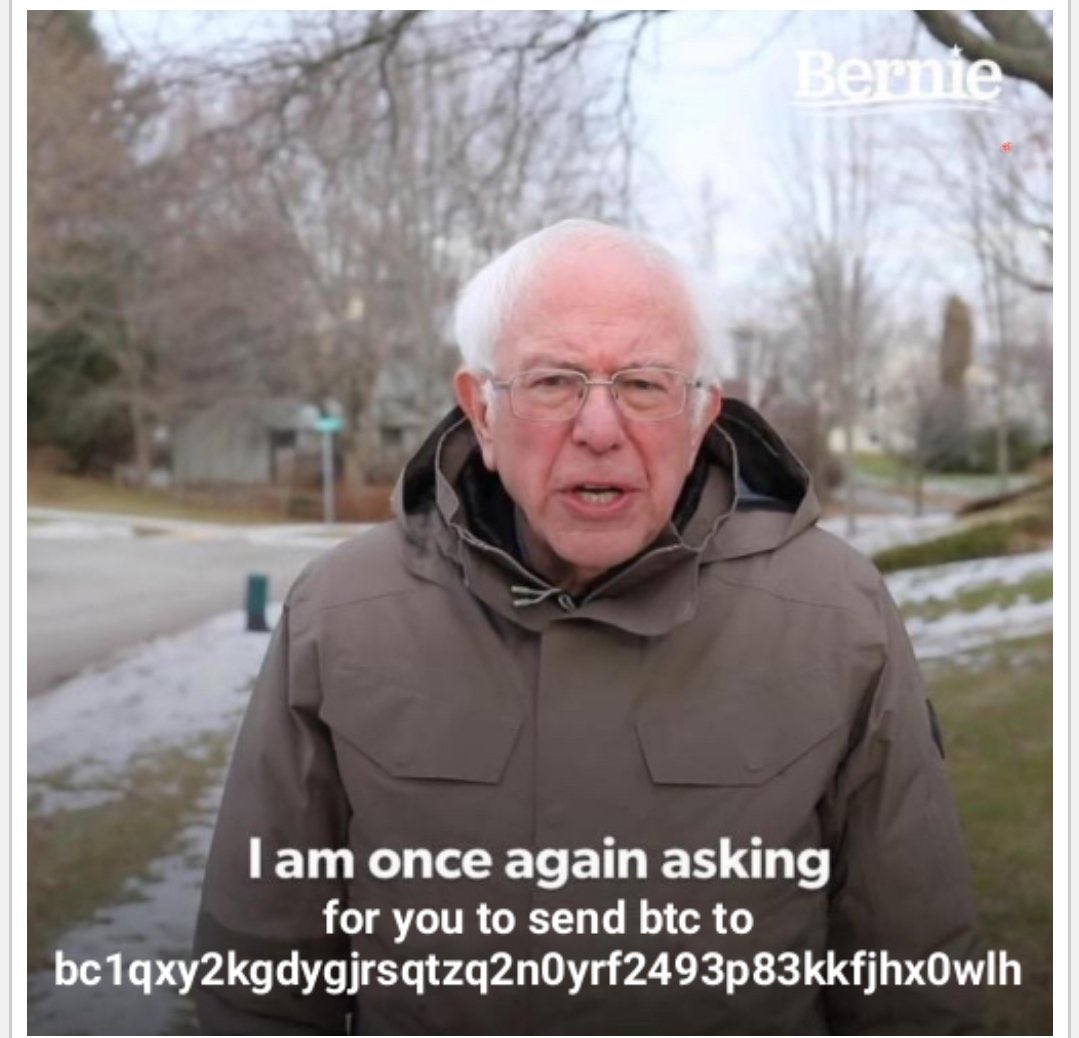 Bernie
I am once again asking
for you to send btc to
bc1qxy2kgdygjrsqtzq2n0yrf2493p83kkfjhx0wlh